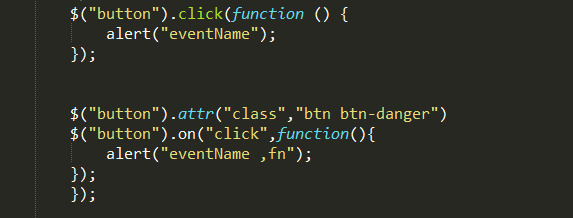 $("button").click(function () {
alert("eventName");
});
$("button").attr("class","btn btn-danger")
$("button").on("click",function(){
alert("eventName ,fn");
});
});